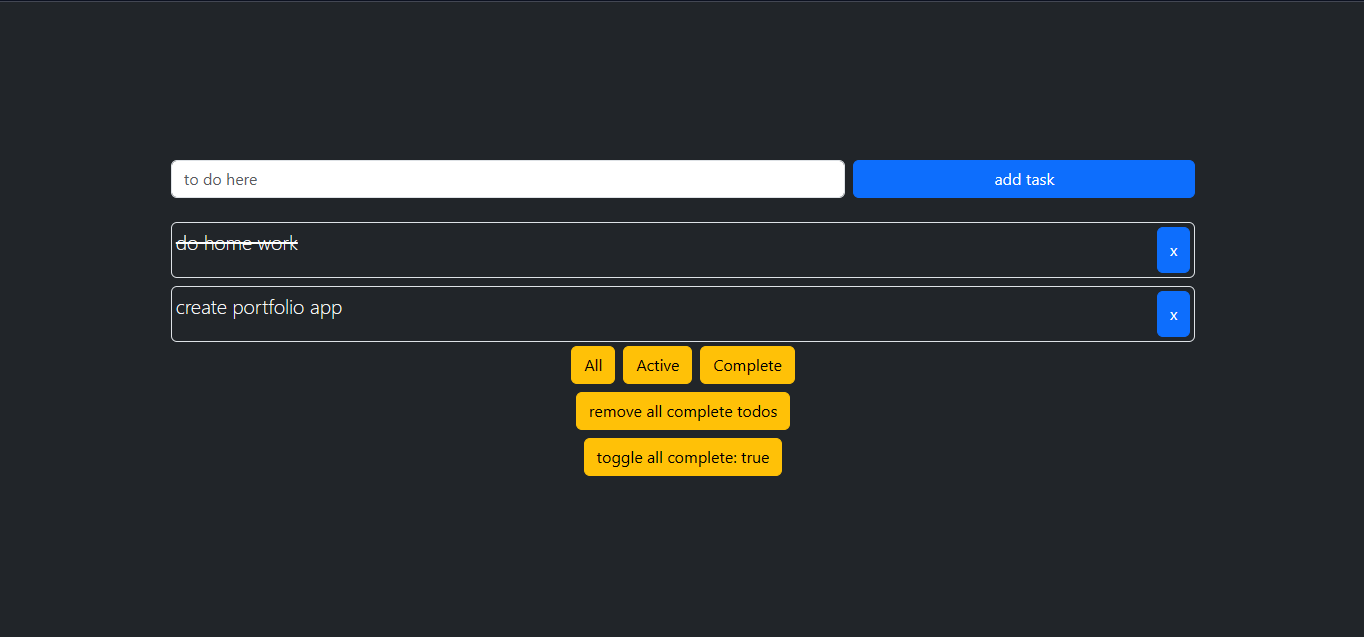 to do here add task
do home work x
create portfolio app x
All Active Complete
remove all complete todos
toggle all complete: true